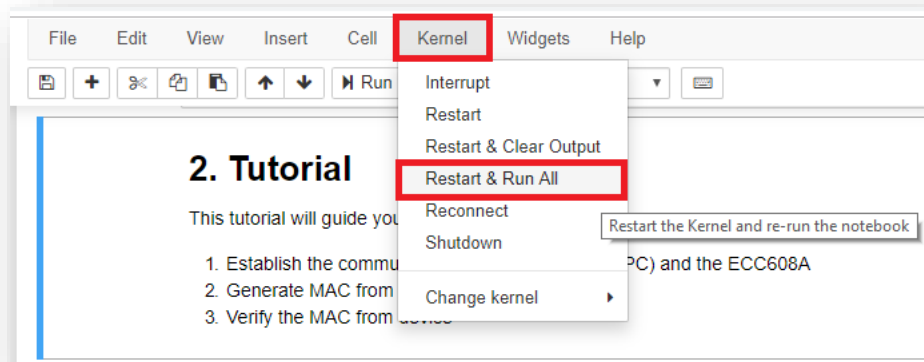 File Edit View Insert Cell Kernel Widgets Help
Run
Interrupt
Restart
Restart & Clear Output
Restart & Run All
Reconnect
Shutdown
Change kernel
Restart the Kernel and re-run the notebook
2. Tutorial
This tutorial will guide you
1. Establish the PC) and the ECC608A
2. Generate MAC from
3. Verify the MAC from